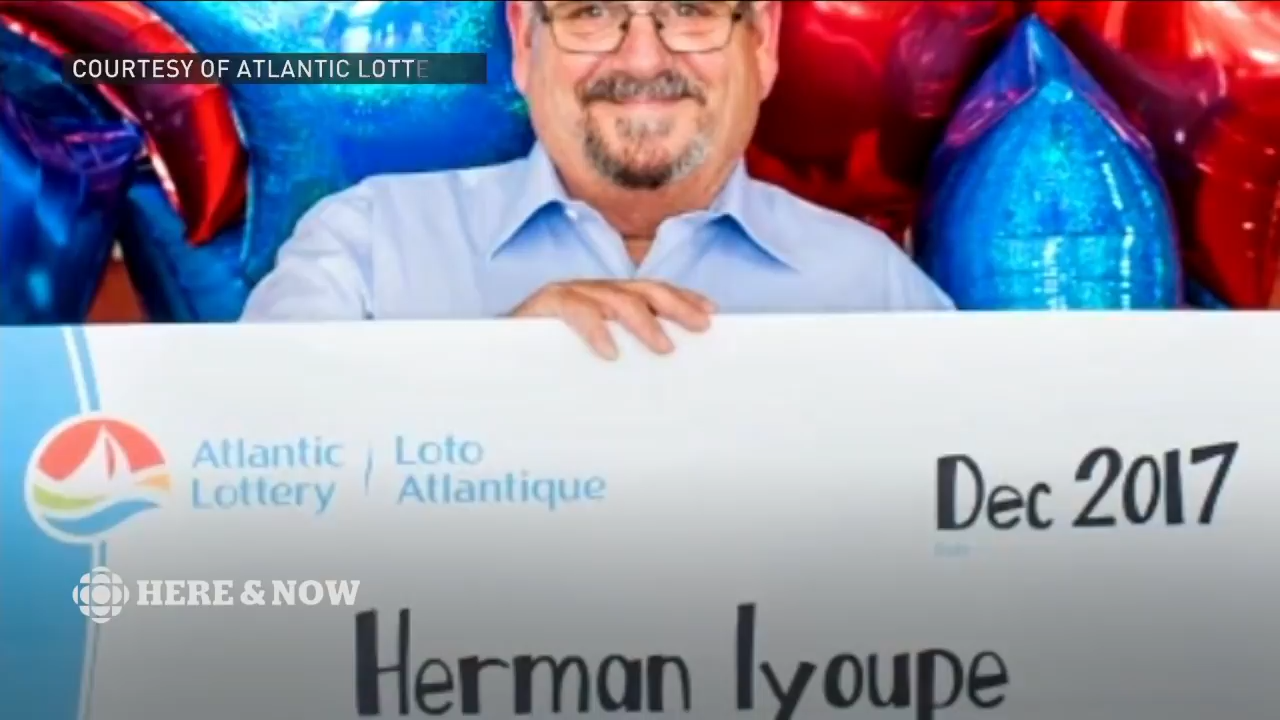 COURTESY OF ATLANTIC LOTTE
Atlantic Lottery
Loto Atlantique
Dec 2017
HERE & NOW
Herman Iyoupe